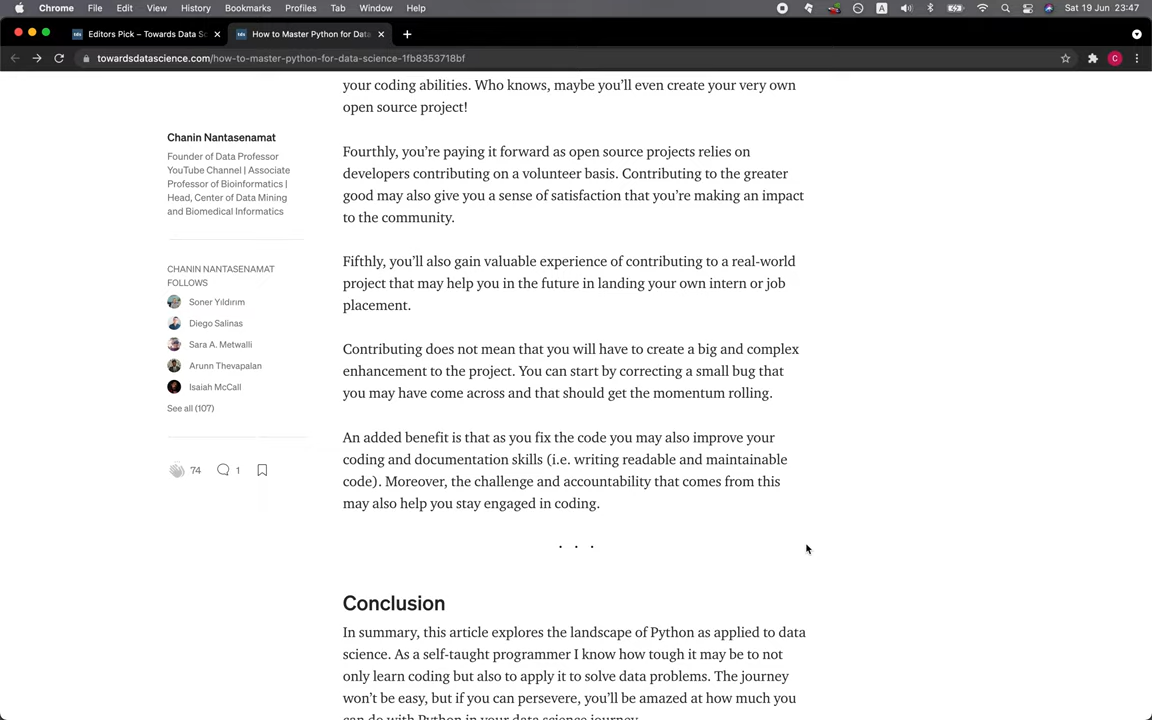 Chrome File Edit View History Bookmarks Profiles Tab Window Help
A Sat 19 Jun 23:47
Editors Pick – Towards Data Sc
How to Master Python for Data
towardsdatascience.com/how-to-master-python-for-data-science-1fb8353718bf
C
Chanin Nantasenamat
Founder of Data Professor
YouTube Channel | Associate
Professor of Bioinformatics |
Head, Center of Data Mining
and Biomedical Informatics
CHANIN NANTASENAMAT
FOLLOWS
Soner Yıldırım
Diego Salinas
Sara A. Metwalli
Arunn Thevapalan
Isaiah McCall
See all (107)
74 1
your coding abilities. Who knows, maybe you’ll even create your very own
open source project!
Fourthly, you’re paying it forward as open source projects relies on
developers contributing on a volunteer basis. Contributing to the greater
good may also give you a sense of satisfaction that you’re making an impact
to the community.
Fifthly, you’ll also gain valuable experience of contributing to a real-world
project that may help you in the future in landing your own intern or job
placement.
Contributing does not mean that you will have to create a big and complex
enhancement to the project. You can start by correcting a small bug that
you may have come across and that should get the momentum rolling.
An added benefit is that as you fix the code you may also improve your
coding and documentation skills (i.e. writing readable and maintainable
code). Moreover, the challenge and accountability that comes from this
may also help you stay engaged in coding.
. . .
Conclusion
In summary, this article explores the landscape of Python as applied to data
science. As a self-taught programmer I know how tough it may be to not
only learn coding but also to apply it to solve data problems. The journey
won’t be easy, but if you can persevere, you’ll be amazed at how much you
can do with Python in your data science journey.